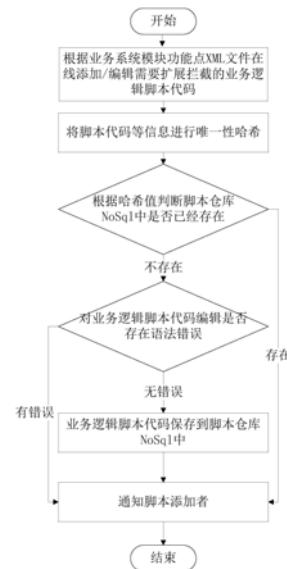 开始
根据业务系统模块功能点XML文件在
线添加/编辑需要扩展拦截的业务逻
辑脚本代码
将脚本代码等信息进行唯一性哈希
根据哈希值判断脚本仓库
NoSql中是否已经存在
不存在
对业务逻辑脚本代码编辑是否
存在语法错误
存在
无错误
有错误
业务逻辑脚本代码保存到脚本仓库
NoSql中
通知脚本添加者
结束